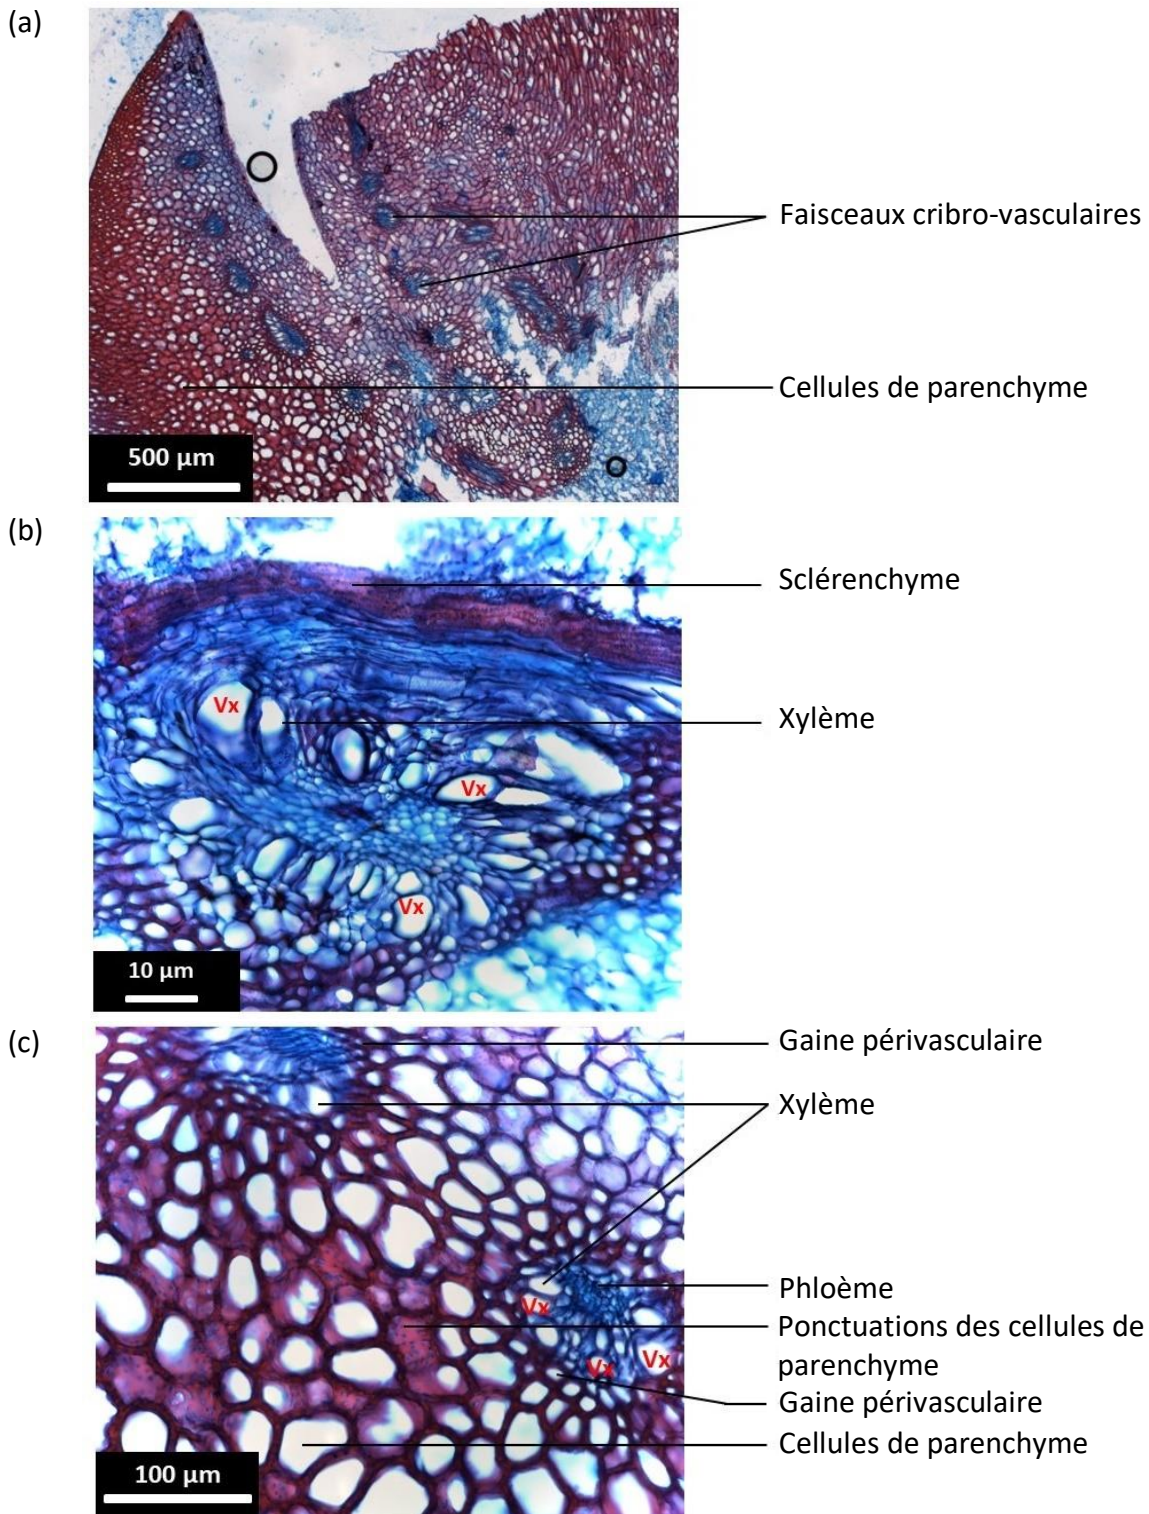 (a)
Faisceaux cribro-vasculaires
Cellules de parenchyme
500 µm
(b)
Sclérenchyme
Vx
Xylème
Vx
Vx
10 µm
(c)
Gaine périvasculaire
Xylème
Phloème
Vx
Ponctuations des cellules de
parenchyme
Vx
Vx
Gaine périvasculaire
Cellules de parenchyme
100 µm